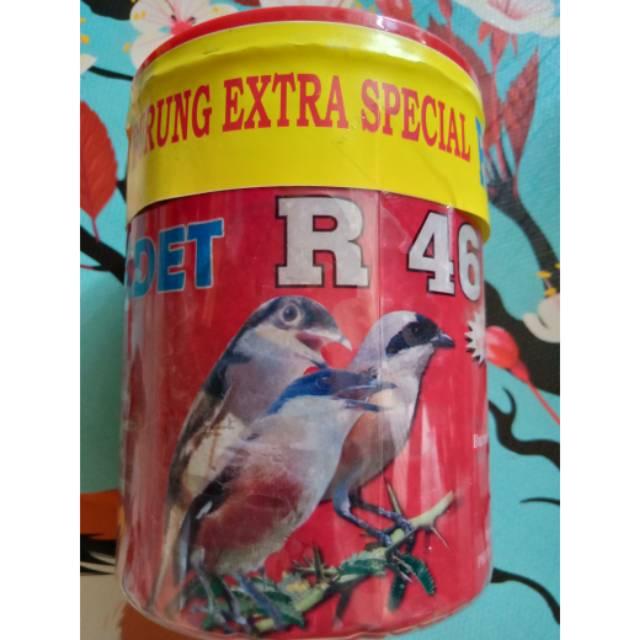 RUNG EXTRA SPECIAL
DET R 46